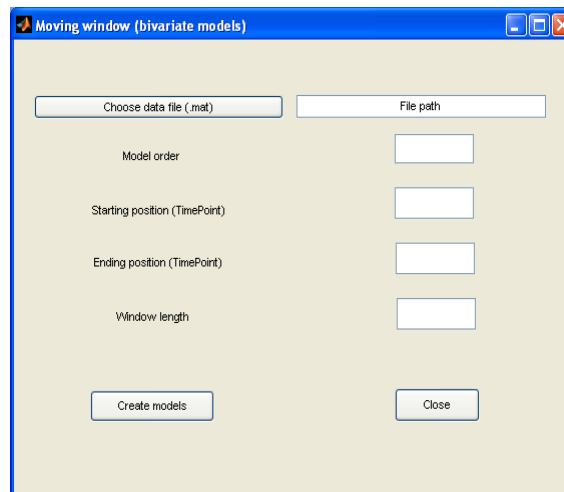 Moving window (bivariate models)
Choose data file (.mat)
File path
Model order
Starting position (TimePoint)
Ending position (TimePoint)
Window length
Create models
Close